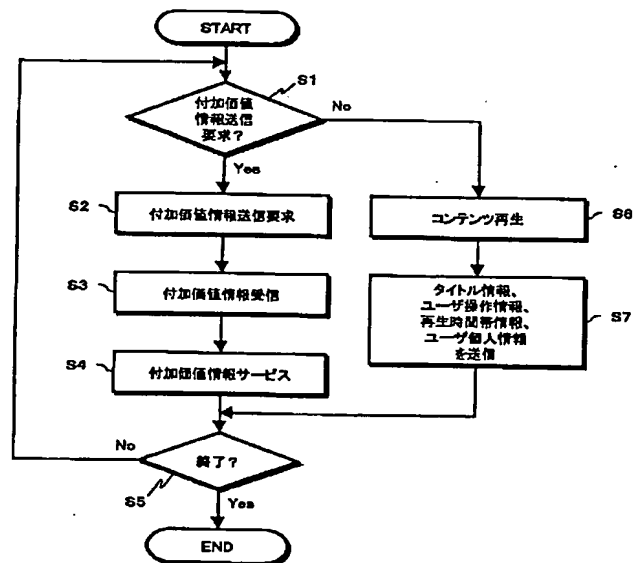 START
S1
付加価値
情報送信
要求？
No
Yes
S2
付加価値情報送信要求
コンテンツ再生
S6
S3
付加価値情報受信
タイトル情報、
ユーザ操作情報、
再生時間帯情報、
ユーザ個人情報
を送信
S7
S4
付加価値情報サービス
No
終了？
S5
Yes
END